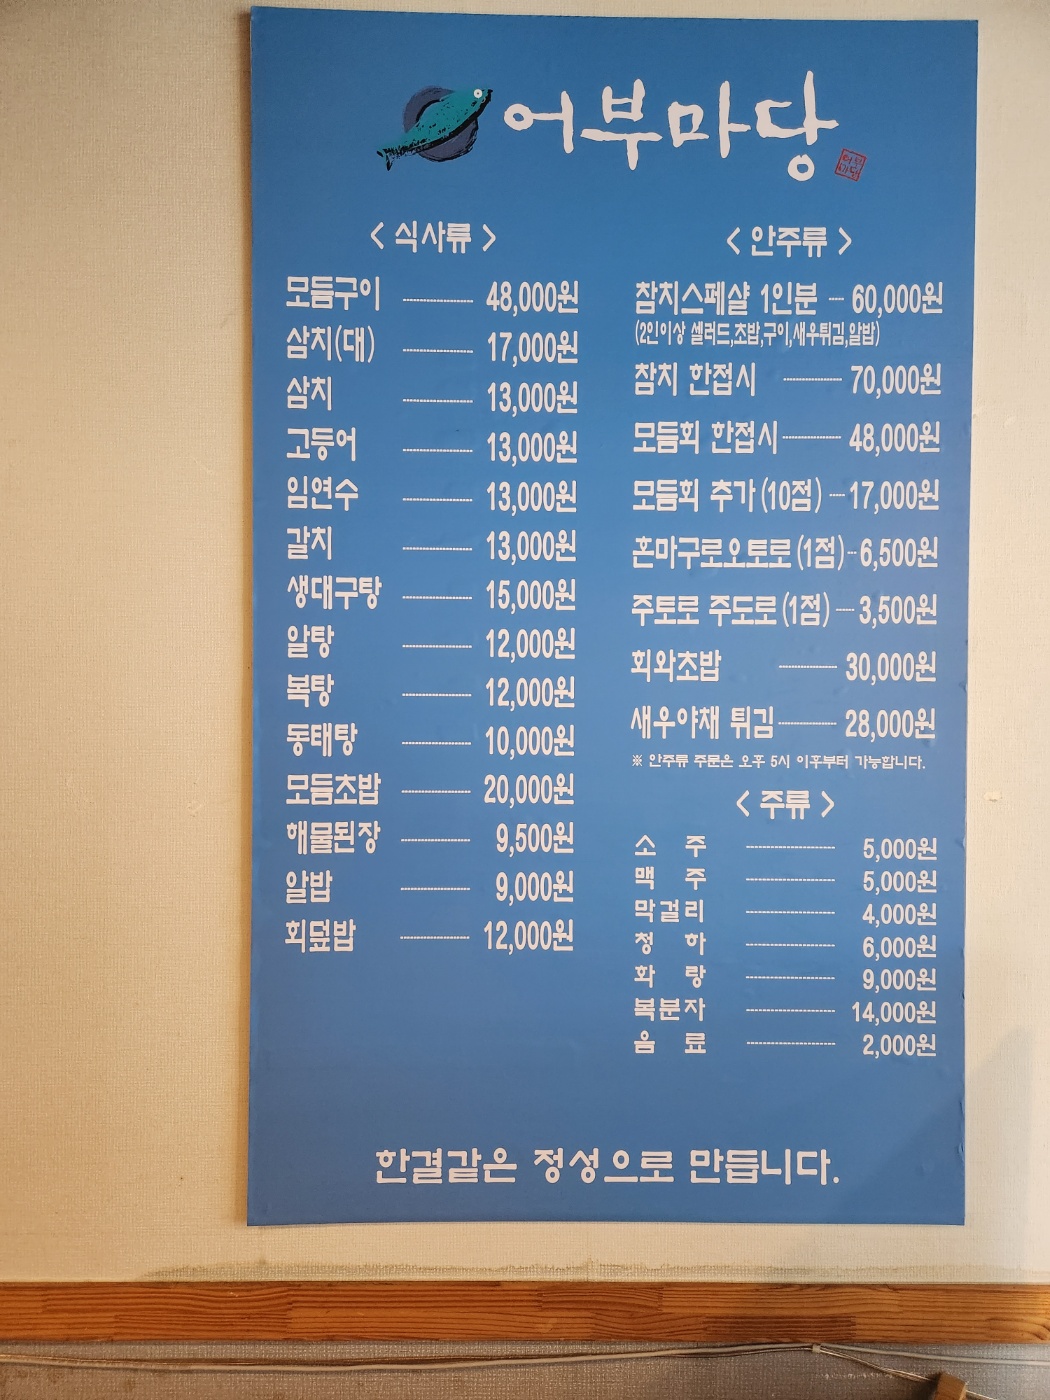 어부마당
어부
마당
< 식사류 >
모듬구이 48,000원
삼치(대) 17,000원
삼치 13,000원
고등어 13,000원
임연수 13,000원
갈치 13,000원
생대구탕 15,000원
알탕 12,000원
복탕 12,000원
동태탕 10,000원
모듬초밥 20,000원
해물된장 9,500원
알밥 9,000원
회덮밥 12,000원
< 안주류 >
참치스페샬 1인분 60,000원
(2인이상 셀러드,초밥,구이,새우튀김,알밥)
참치 한접시 70,000원
모듬회 한접시 48,000원
모듬회 추가(10점) 17,000원
혼마구로오토로(1점) 6,500원
주토로 주도로(1점) 3,500원
회와초밥 30,000원
새우야채 튀김 28,000원
※ 안주류 주문은 오후 5시 이후부터 가능합니다.
< 주류 >
소 주 5,000원
맥 주 5,000원
막걸리 4,000원
청 하 6,000원
화 랑 9,000원
복분자 14,000원
음 료 2,000원
한결같은 정성으로 만듭니다.